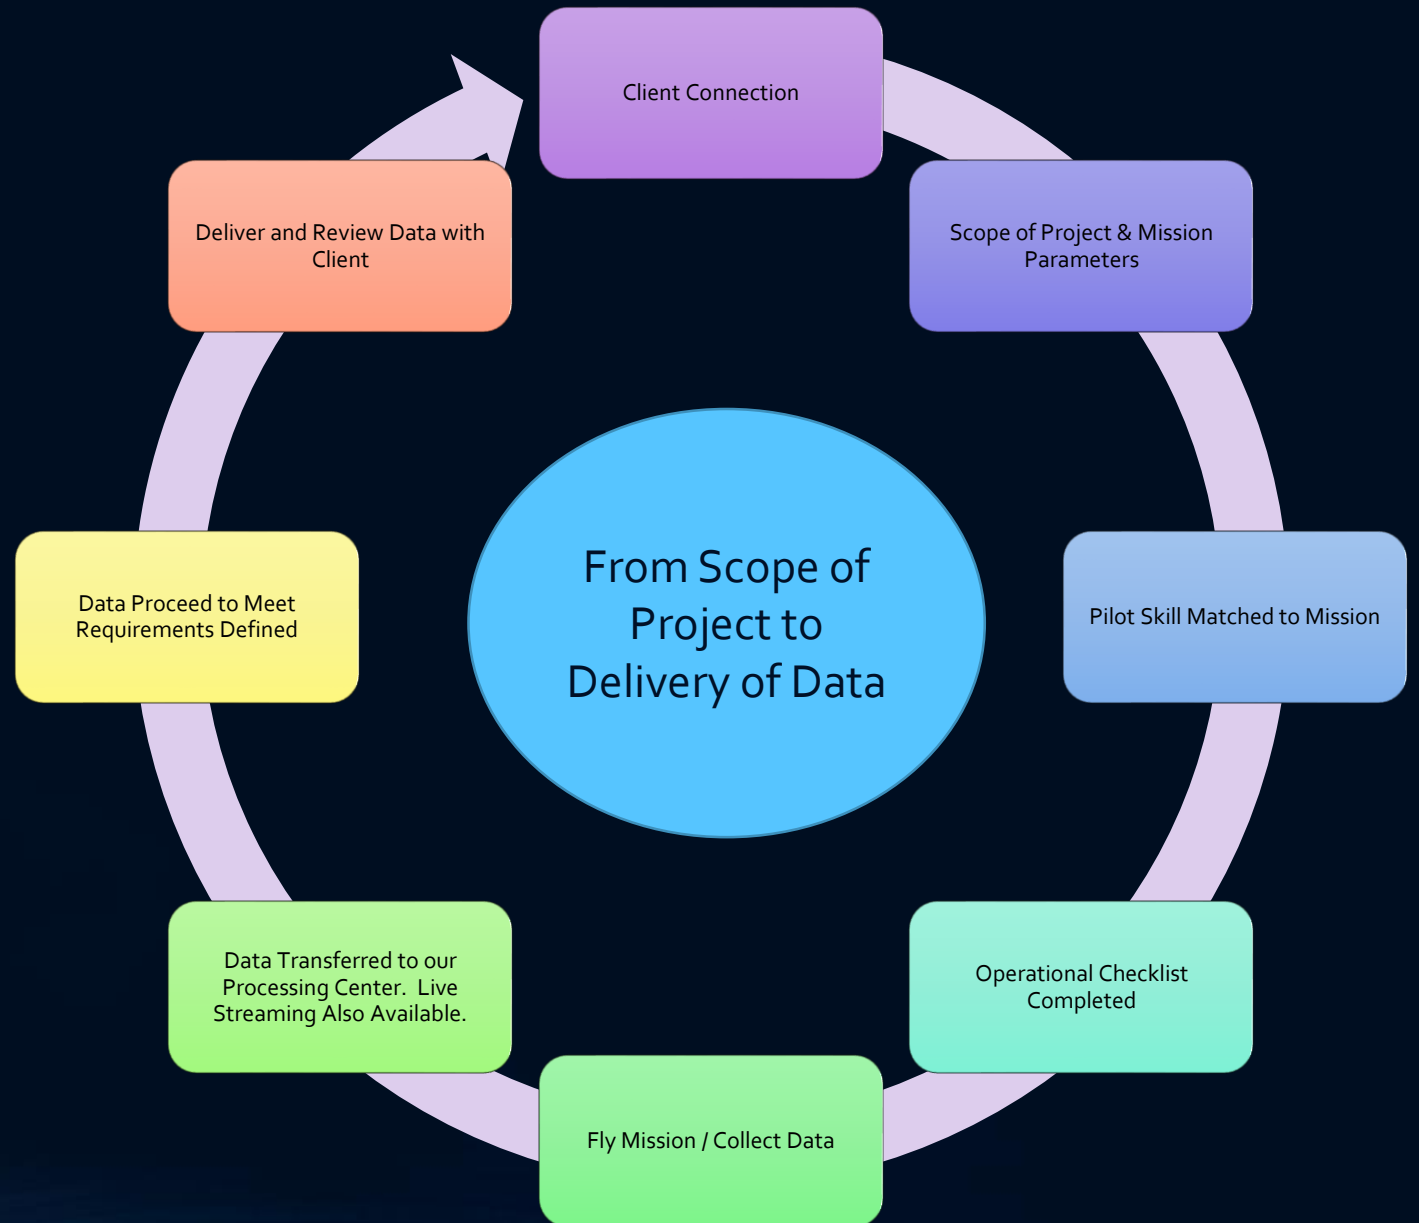 Client Connection
Scope of Project & Mission
Parameters
Pilot Skill Matched to Mission
Operational Checklist
Completed
Fly Mission / Collect Data
Data Transferred to our
Processing Center.  Live
Streaming Also Available.
Data Proceed to Meet
Requirements Defined
Deliver and Review Data with
Client
From Scope of
Project to
Delivery of Data